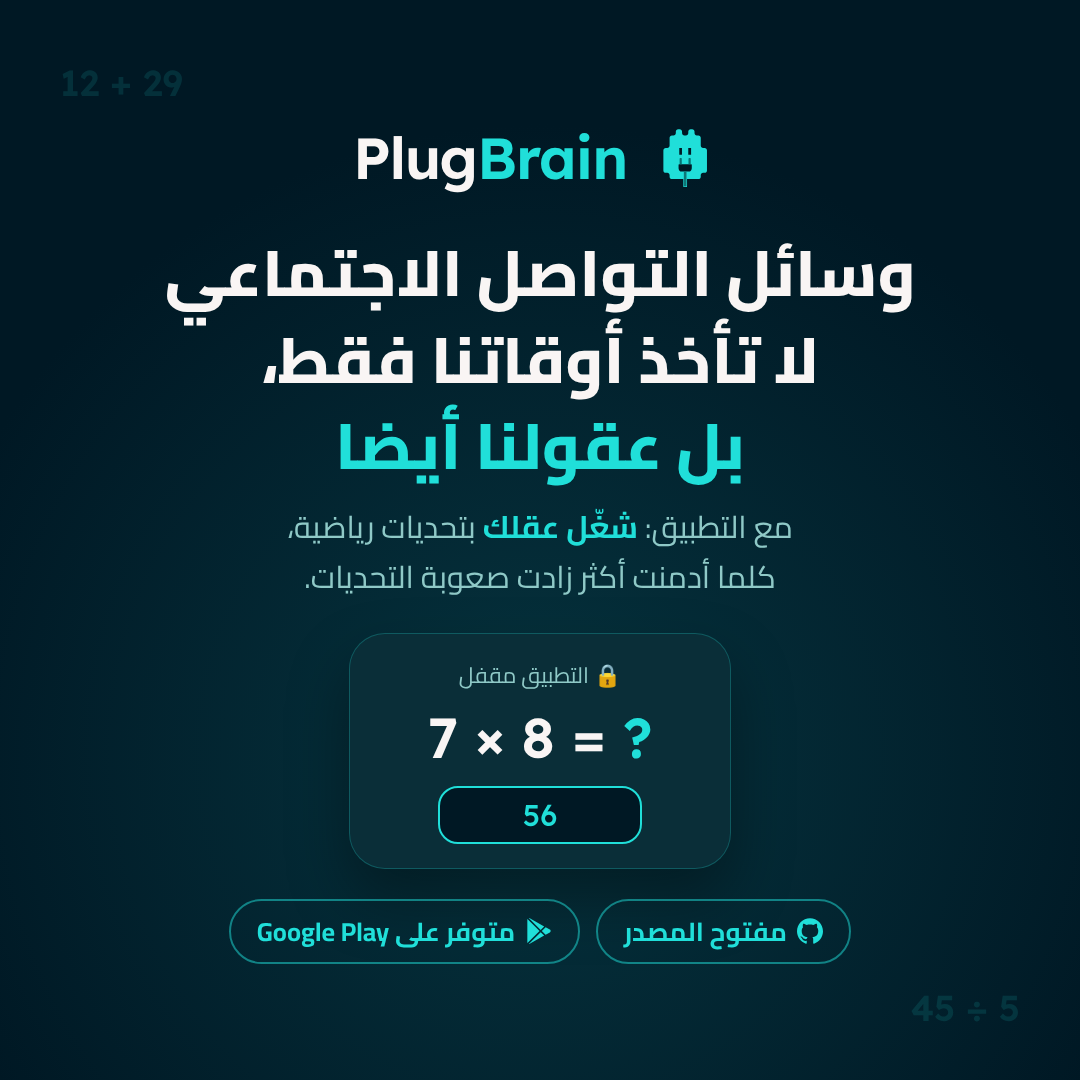 12 + 29
PlugBrain
وسائل التواصل الاجتماعي
لا تأخذ أوقاتنا فقط،
بل عقولنا أيضا
مع التطبيق: شغّل عقلك بتحديات رياضية،
كلما أدمنت أكثر زادت صعوبة التحديات.
🔒 التطبيق مقفل
7 × 8 = ?
56
مفتوح المصدر
متوفر على Google Play
45 ÷ 5